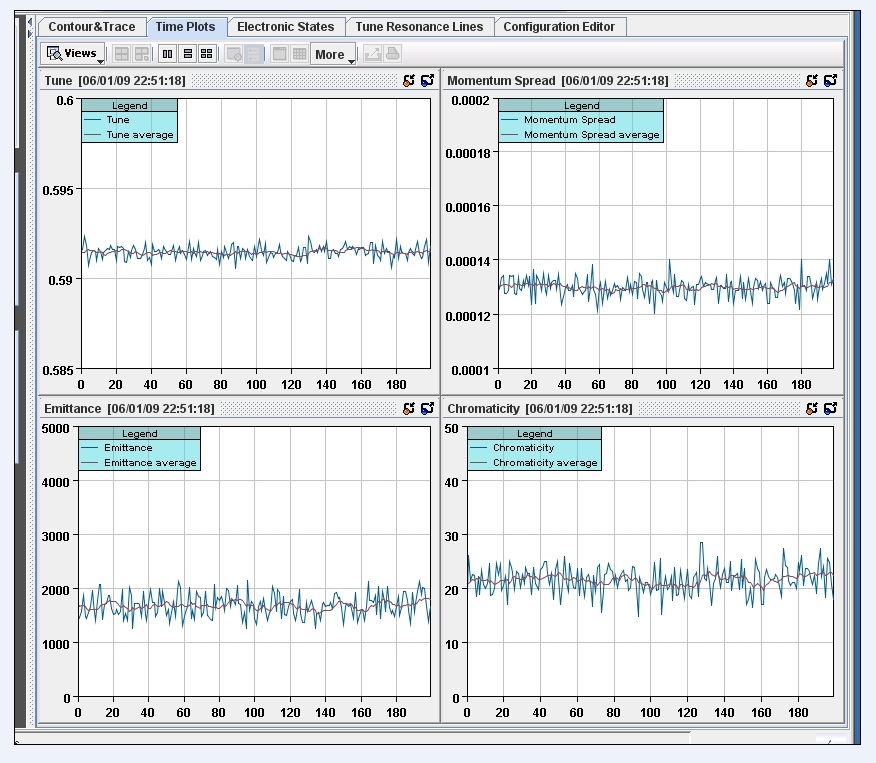 Contour&Trace Time Plots Electronic States Tune Resonance Lines Configuration Editor
Views More
Tune [06/01/09 22:51:18]
0.6
0.595
0.59
0.585
Legend
Tune
Tune average
0 20 40 60 80 100 120 140 160 180
Momentum Spread [06/01/09 22:51:18]
0.0002
0.00018
0.00016
0.00014
0.00012
0.0001
Legend
Momentum Spread
Momentum Spread average
0 20 40 60 80 100 120 140 160 180
Emittance [06/01/09 22:51:18]
5000
4000
3000
2000
1000
0
Legend
Emittance
Emittance average
0 20 40 60 80 100 120 140 160 180
Chromaticity [06/01/09 22:51:18]
50
40
30
20
10
0
Legend
Chromaticity
Chromaticity average
0 20 40 60 80 100 120 140 160 180